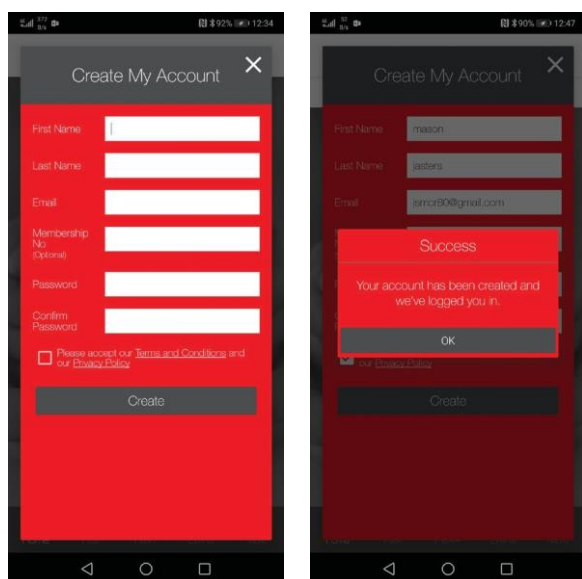 92% 12:34
Create My Account
First Name
Last Name
Email
Membership
No
(Optional)
Password
Confirm
Password
Please accept our Terms and Conditions and
our Privacy Policy
Create
90% 12:47
Create My Account
First Name mason
Last Name jasters
Email
Success
Your account has been created and
we've logged you in.
OK
our Privacy Policy
Create